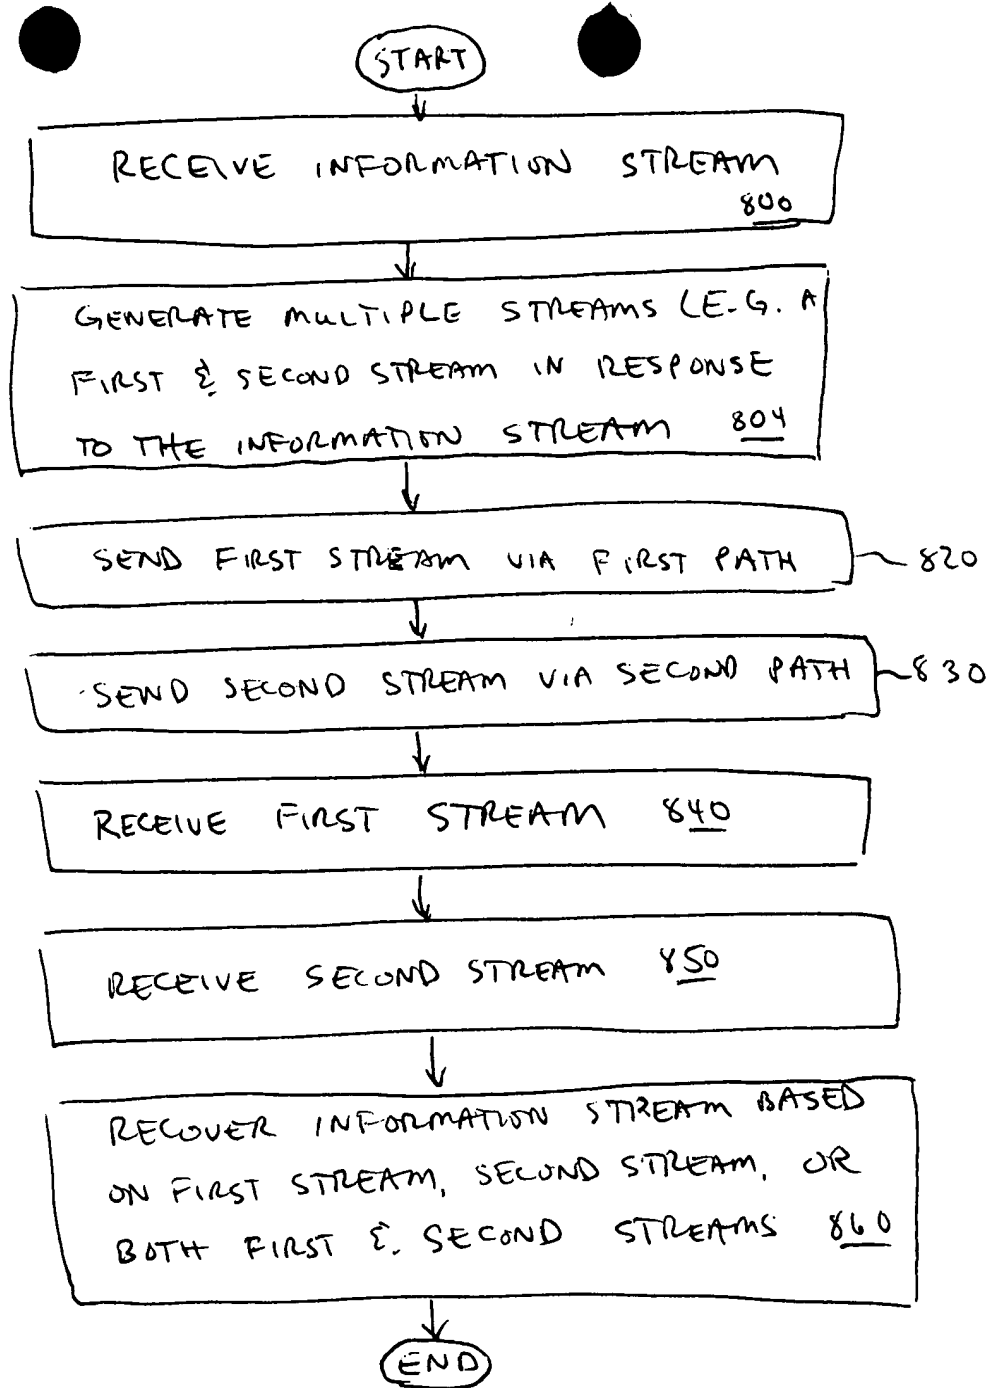 START
RECEIVE INFORMATION STREAM
800
GENERATE MULTIPLE STREAMS (E.G. A
FIRST & SECOND STREAM IN RESPONSE
TO THE INFORMATION STREAM 804
SEND FIRST STREAM VIA FIRST PATH 820
SEND SECOND STREAM VIA SECOND PATH 830
RECEIVE FIRST STREAM 840
RECEIVE SECOND STREAM 850
RECOVER INFORMATION STREAM BASED
ON FIRST STREAM, SECOND STREAM, OR
BOTH FIRST &. SECOND STREAMS 860
END